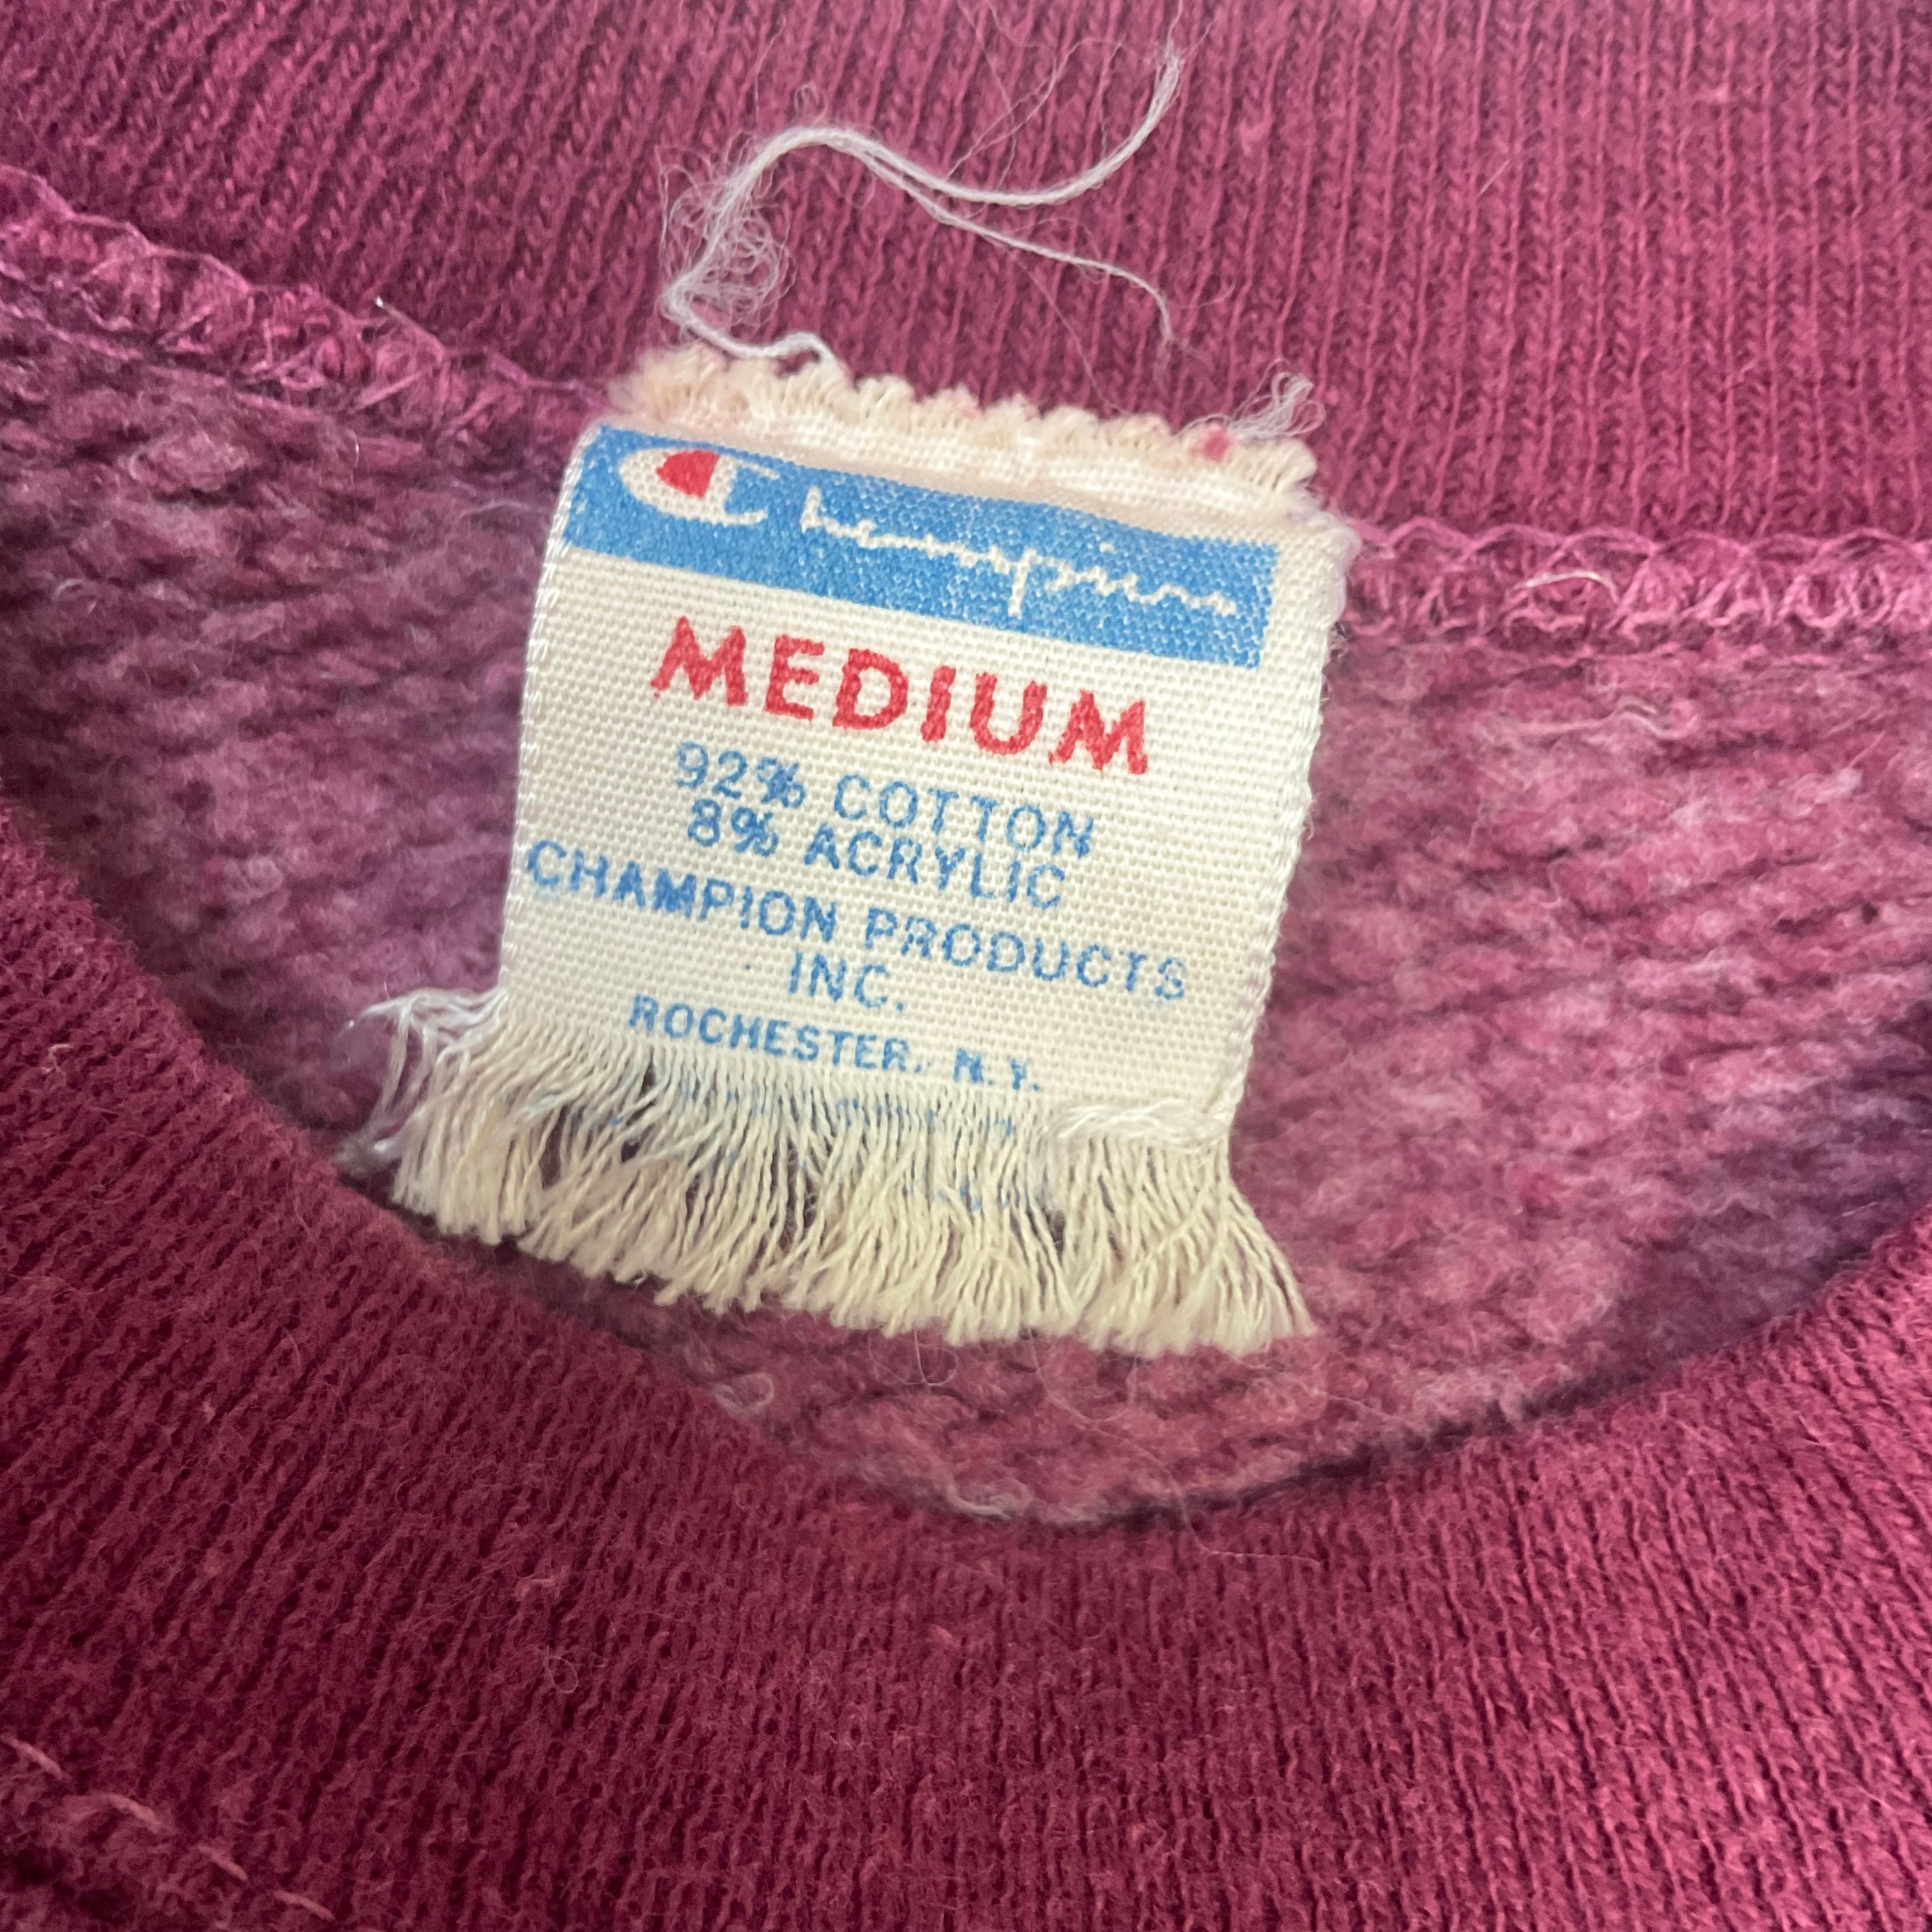 Champion
MEDIUM
92% COTTON
8% ACRYLIC
CHAMPION PRODUCTS
INC.
ROCHESTER, N.Y.